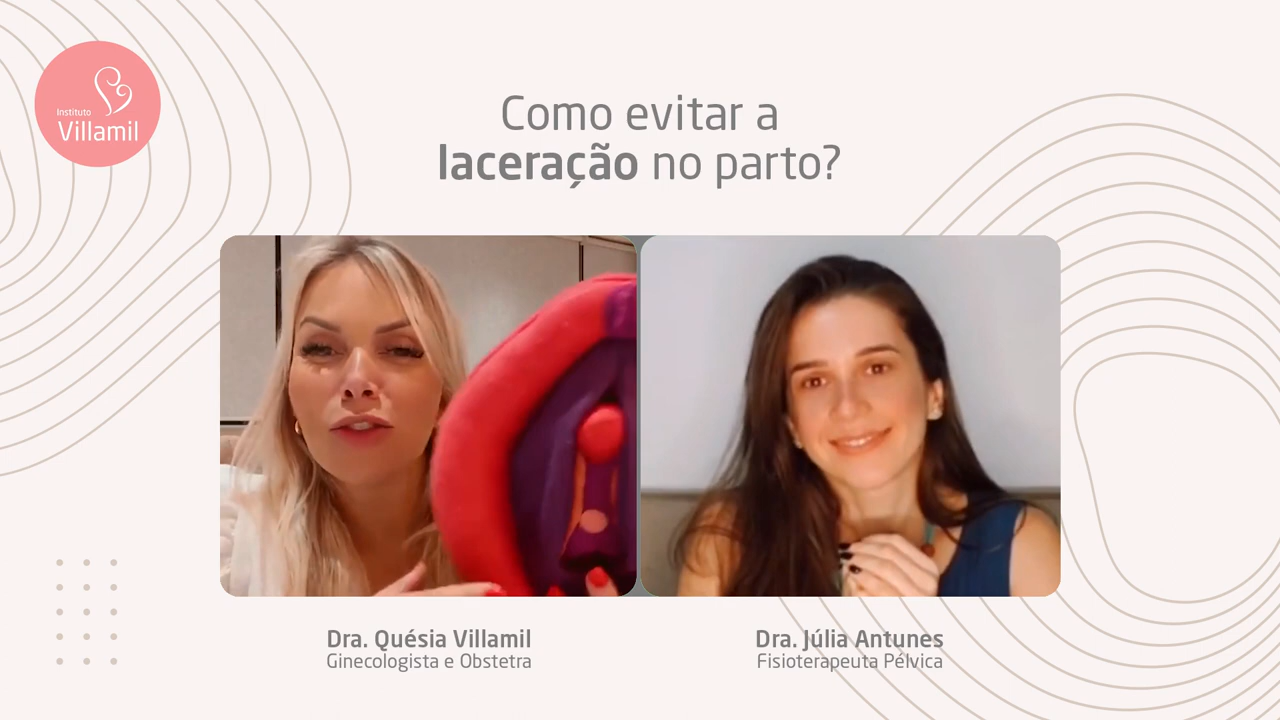 Instituto
Villamil
Como evitar a
laceração no parto?
Dra. Quésia Villamil
Ginecologista e Obstetra
Dra. Júlia Antunes
Fisioterapeuta Pélvica